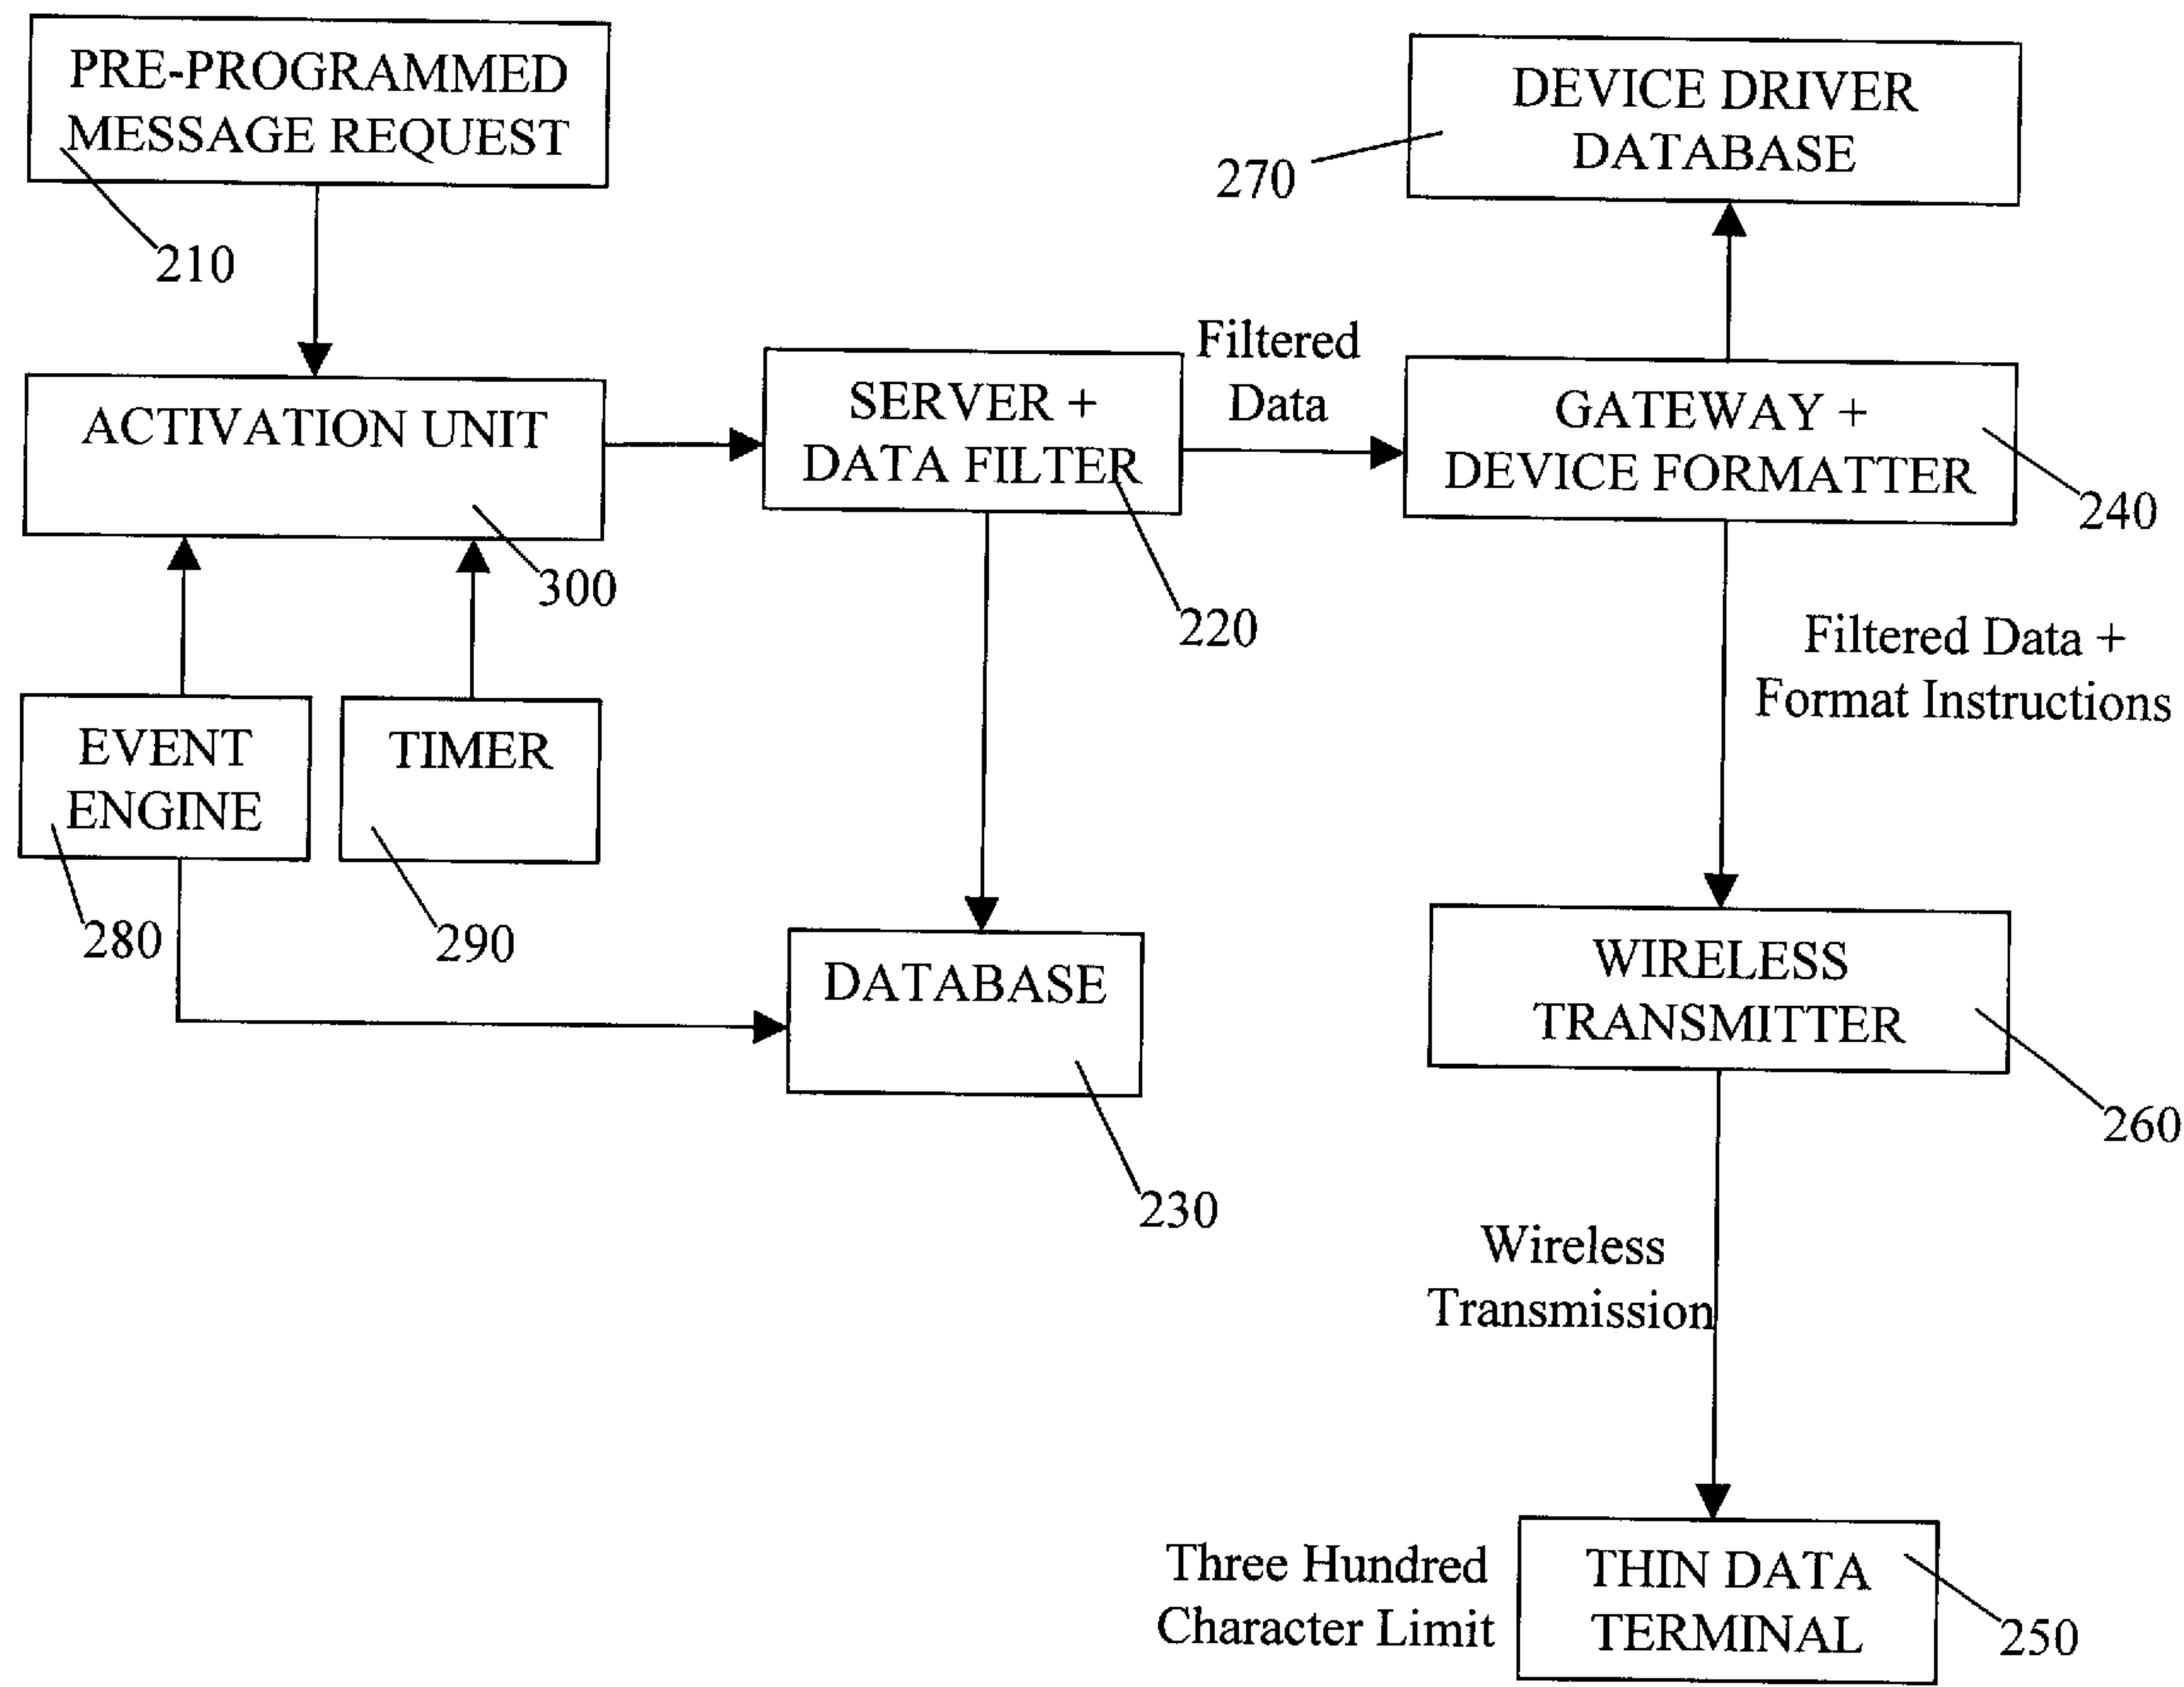 PRE-PROGRAMMED
MESSAGE REQUEST
210
DEVICE DRIVER
DATABASE
270
ACTIVATION UNIT
300
SERVER +
DATA FILTER
220
Filtered
Data
GATEWAY +
DEVICE FORMATTER
240
Filtered Data +
Format Instructions
EVENT
ENGINE
280
TIMER
290
DATABASE
230
WIRELESS
TRANSMITTER
260
Wireless
Transmission
Three Hundred
Character Limit
THIN DATA
TERMINAL
250